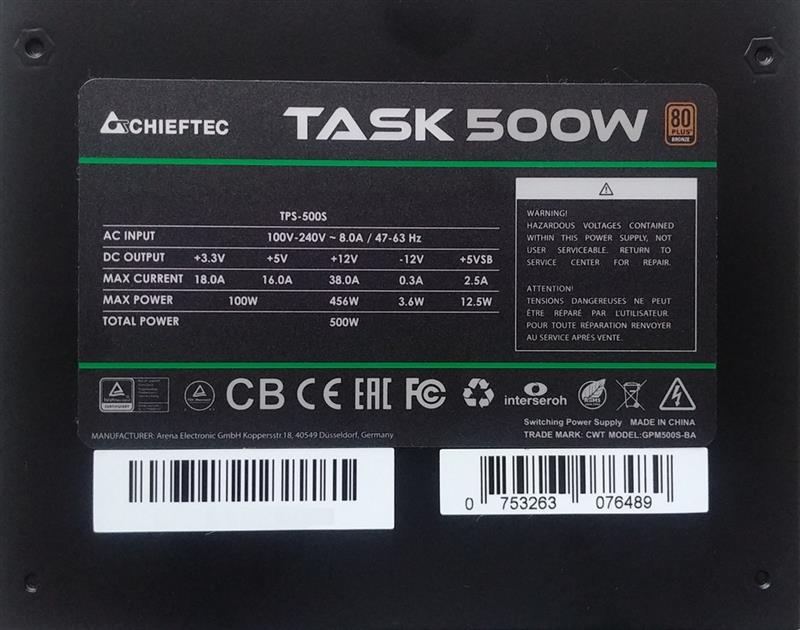 CHIEFTEC TASK 500W 80 PLUS BRONZE
TPS-500S
AC INPUT 100V-240V ~ 8.0A / 47-63 Hz
DC OUTPUT +3.3V +5V +12V -12V +5VSB
MAX CURRENT 18.0A 16.0A 38.0A 0.3A 2.5A
MAX POWER 100W 456W 3.6W 12.5W
TOTAL POWER 500W
WARNING!
HAZARDOUS VOLTAGES CONTAINED
WITHIN THIS POWER SUPPLY, NOT
USER SERVICEABLE. RETURN TO
SERVICE CENTER FOR REPAIR.
ATTENTION!
TENSIONS DANGEREUSES NE PEUT
ÊTRE RÉPARÉ PAR L'UTILISATEUR.
POUR TOUTE RÉPARATION RENVOYER
AU SERVICE APRÈS VENTE.
CB CE EAC FC interseroh RoHS
Switching Power Supply MADE IN CHINA
MANUFACTURER: Arena Electronic GmbH Koppersstr.18, 40549 Düsseldorf, Germany
TRADE MARK: CWT MODEL:GPM500S-BA
0 753263 076489